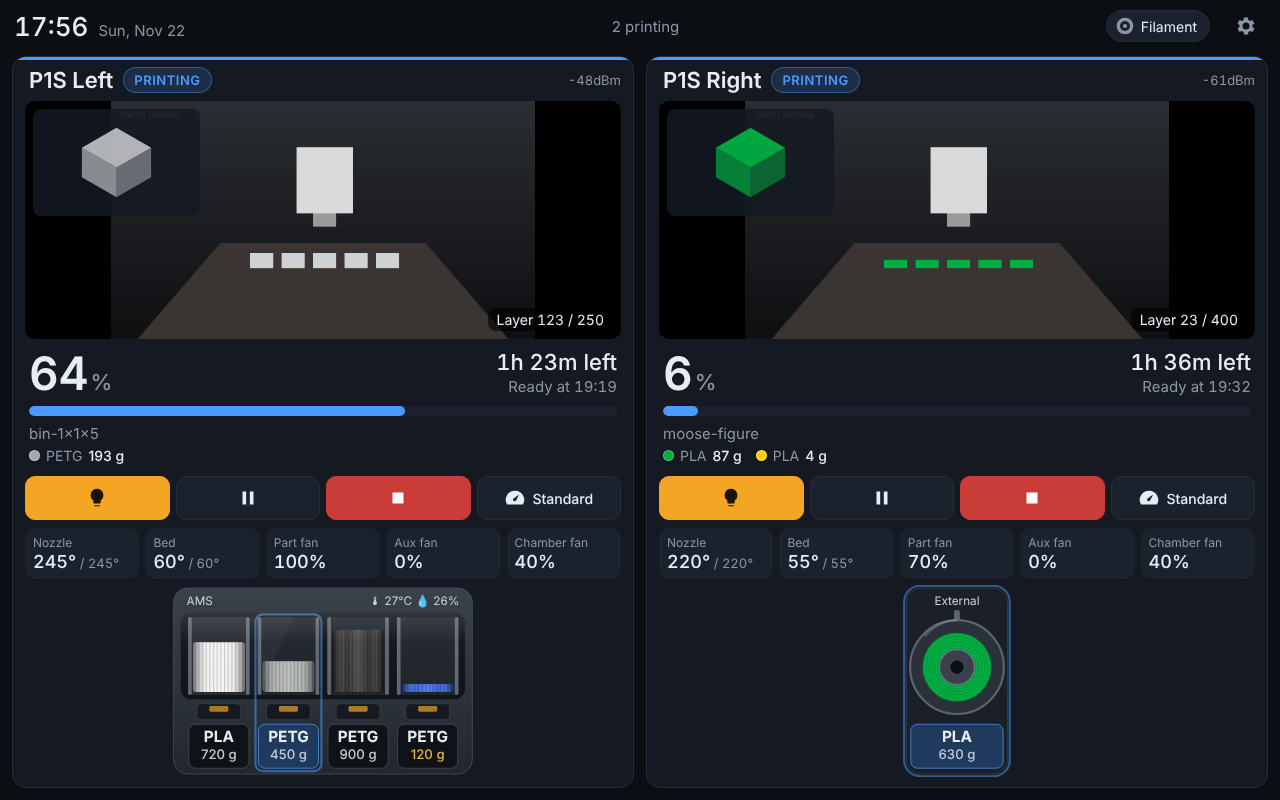 17:56 Sun, Nov 22 2 printing Filament
P1S Left PRINTING -48dBm
Demo camera
Layer 123 / 250
64% 1h 23m left
Ready at 19:19
bin-1×1×5
PETG 193 g
Standard
Nozzle Bed Part fan Aux fan Chamber fan
245° / 245° 60° / 60° 100% 0% 40%
AMS 27°C 26%
PLA PETG PETG PETG
720 g 450 g 900 g 120 g
P1S Right PRINTING -61dBm
Demo camera
Layer 23 / 400
6% 1h 36m left
Ready at 19:32
moose-figure
PLA 87 g PLA 4 g
Standard
Nozzle Bed Part fan Aux fan Chamber fan
220° / 220° 55° / 55° 70% 0% 40%
External
PLA
630 g